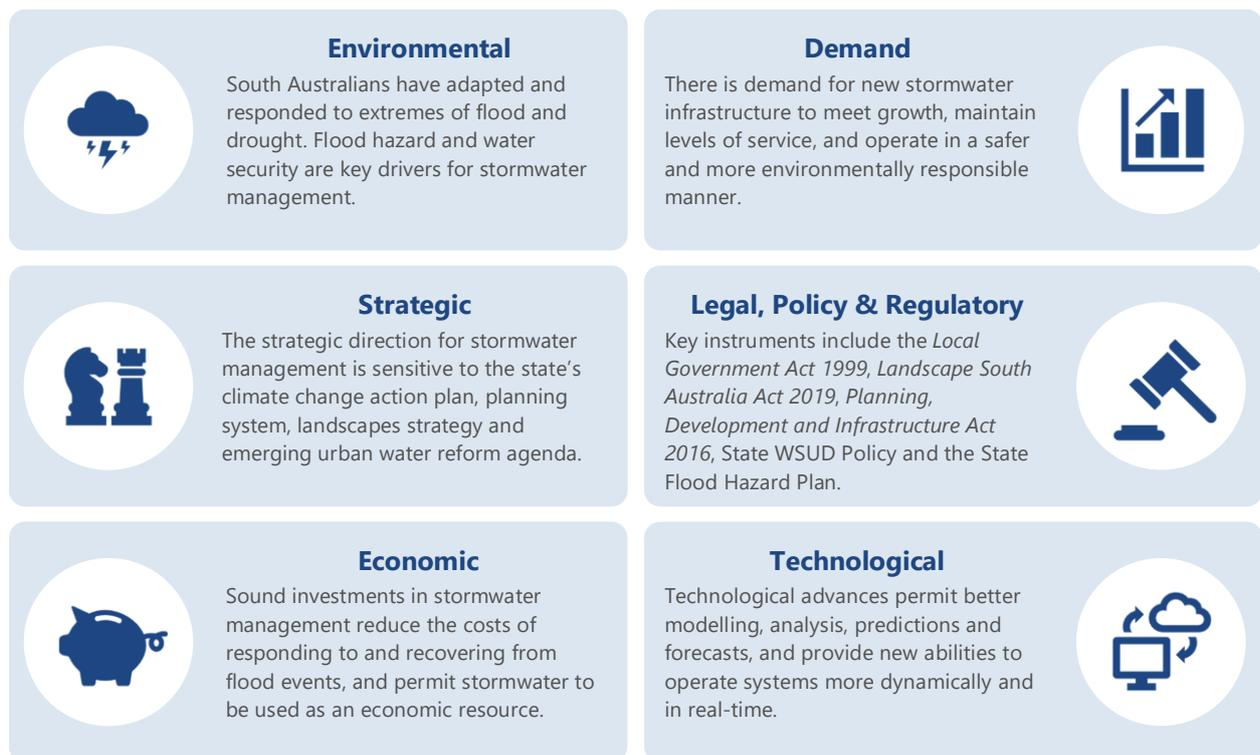 Environmental
South Australians have adapted and
responded to extremes of flood and
drought. Flood hazard and water
security are key drivers for stormwater
management.
Demand
There is demand for new stormwater
infrastructure to meet growth, maintain
levels of service, and operate in a safer
and more environmentally responsible
manner.
Strategic
The strategic direction for stormwater
management is sensitive to the state’s
climate change action plan, planning
system, landscapes strategy and
emerging urban water reform agenda.
Legal, Policy & Regulatory
Key instruments include the Local
Government Act 1999, Landscape South
Australia Act 2019, Planning,
Development and Infrastructure Act
2016, State WSUD Policy and the State
Flood Hazard Plan.
Economic
Sound investments in stormwater
management reduce the costs of
responding to and recovering from
flood events, and permit stormwater to
be used as an economic resource.
Technological
Technological advances permit better
modelling, analysis, predictions and
forecasts, and provide new abilities to
operate systems more dynamically and
in real-time.